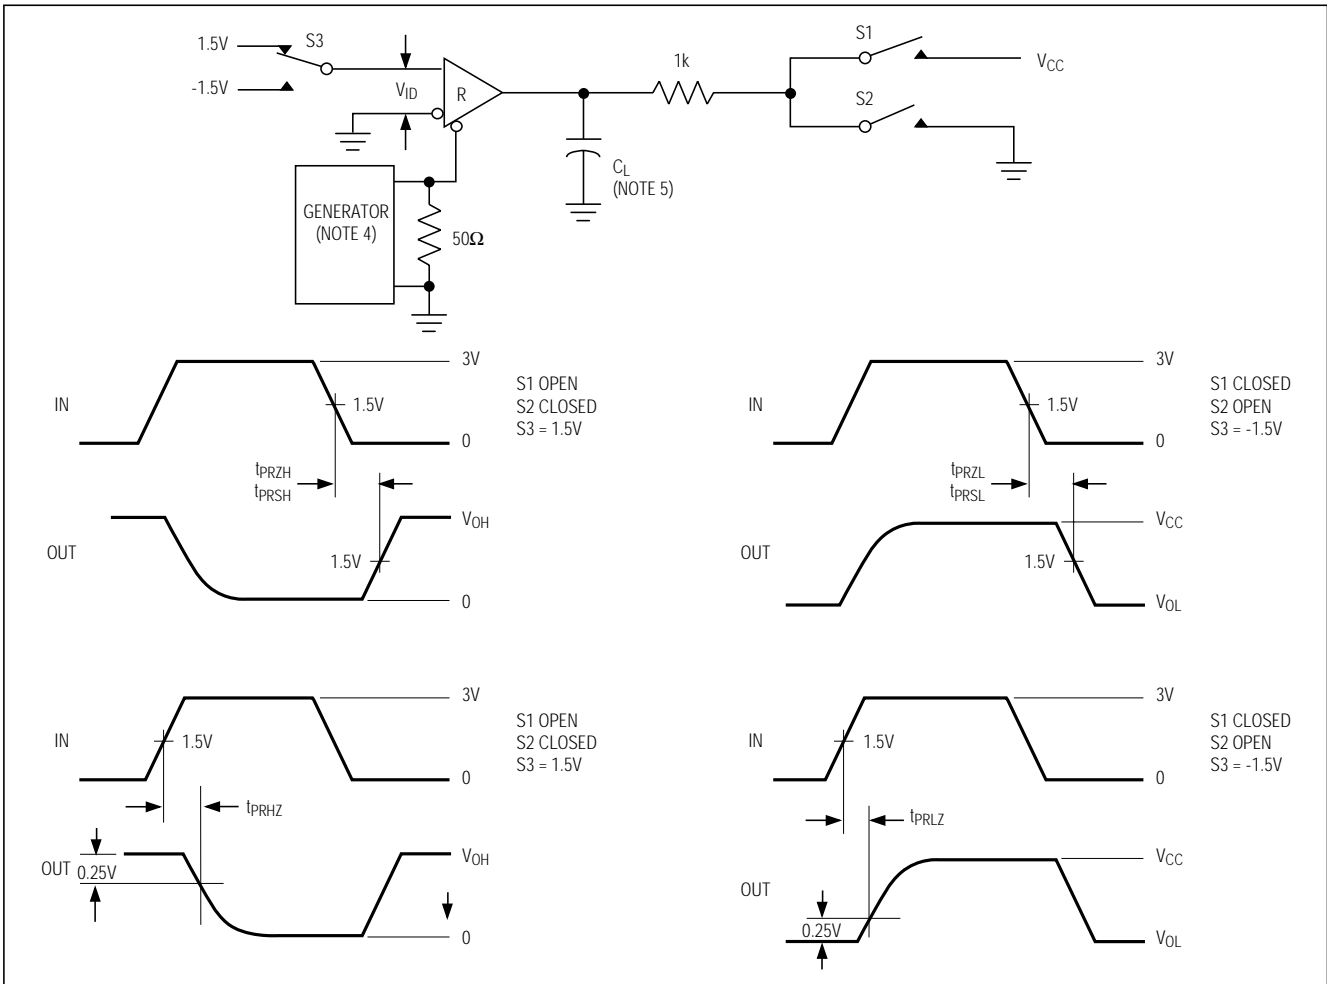 S1
1.5V
S3
1k
VCC
-1.5V
VID
R
S2
CL
(NOTE 5)
GENERATOR
(NOTE 4)
50Ω
3V
IN
1.5V
0
S1 OPEN
S2 CLOSED
S3 = 1.5V
tPRZH
tPRSH
VOH
OUT
1.5V
0
3V
IN
1.5V
0
S1 CLOSED
S2 OPEN
S3 = -1.5V
tPRZL
tPRSL
VCC
OUT
1.5V
VOL
3V
IN
1.5V
0
S1 OPEN
S2 CLOSED
S3 = 1.5V
tPRHZ
VOH
OUT
0.25V
0
3V
IN
1.5V
0
S1 CLOSED
S2 OPEN
S3 = -1.5V
tPRLZ
VCC
OUT
0.25V
VOL